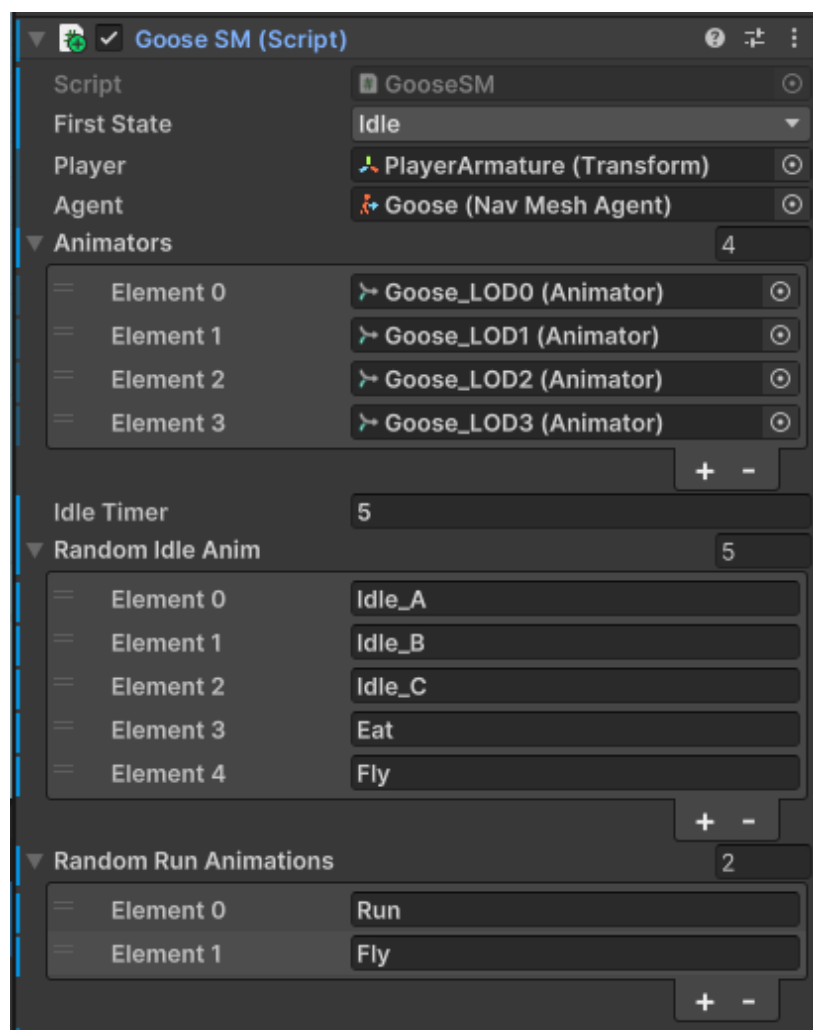 Goose SM (Script)
Script GooseSM
First State Idle
Player PlayerArmature (Transform)
Agent Goose (Nav Mesh Agent)
Animators 4
Element 0 Goose_LOD0 (Animator)
Element 1 Goose_LOD1 (Animator)
Element 2 Goose_LOD2 (Animator)
Element 3 Goose_LOD3 (Animator)
+ -
Idle Timer 5
Random Idle Anim 5
Element 0 Idle_A
Element 1 Idle_B
Element 2 Idle_C
Element 3 Eat
Element 4 Fly
+ -
Random Run Animations 2
Element 0 Run
Element 1 Fly
+ -